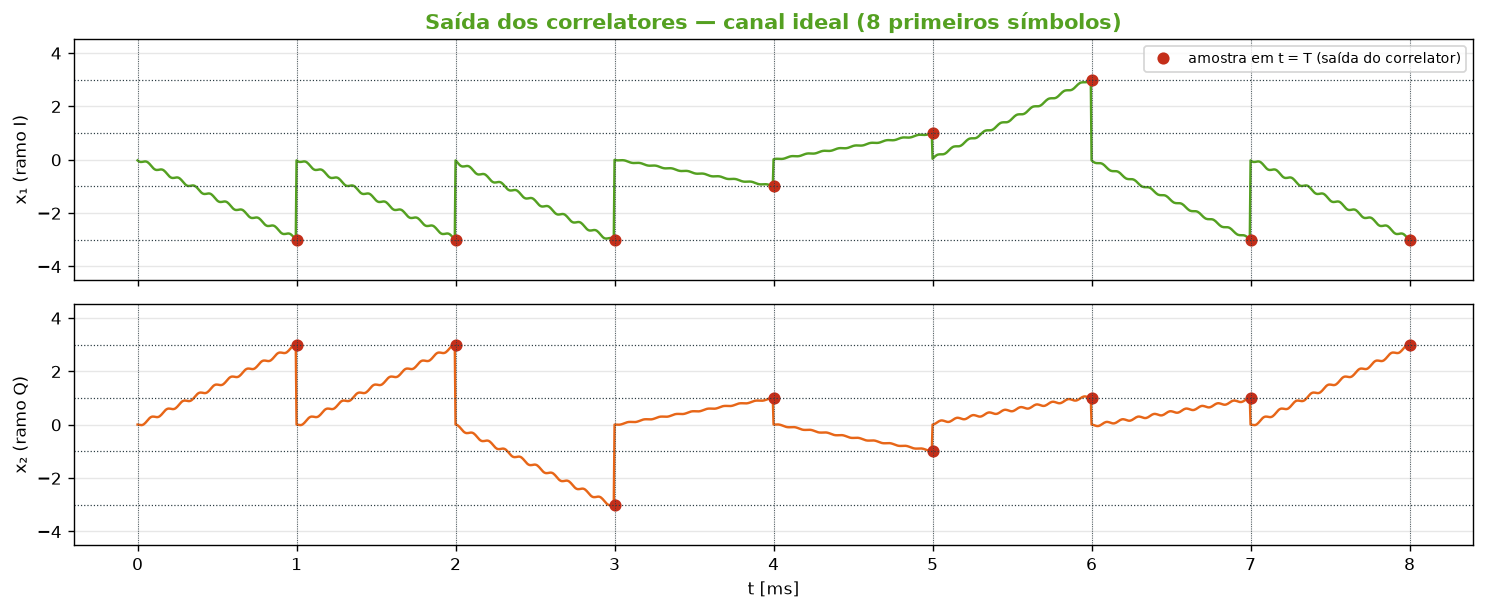 Saída dos correlatores — canal ideal (8 primeiros símbolos)
amostra em t = T (saída do correlator)
x₁ (ramo I)
4
2
0
−2
−4
x₂ (ramo Q)
4
2
0
−2
−4
0 1 2 3 4 5 6 7 8
t [ms]